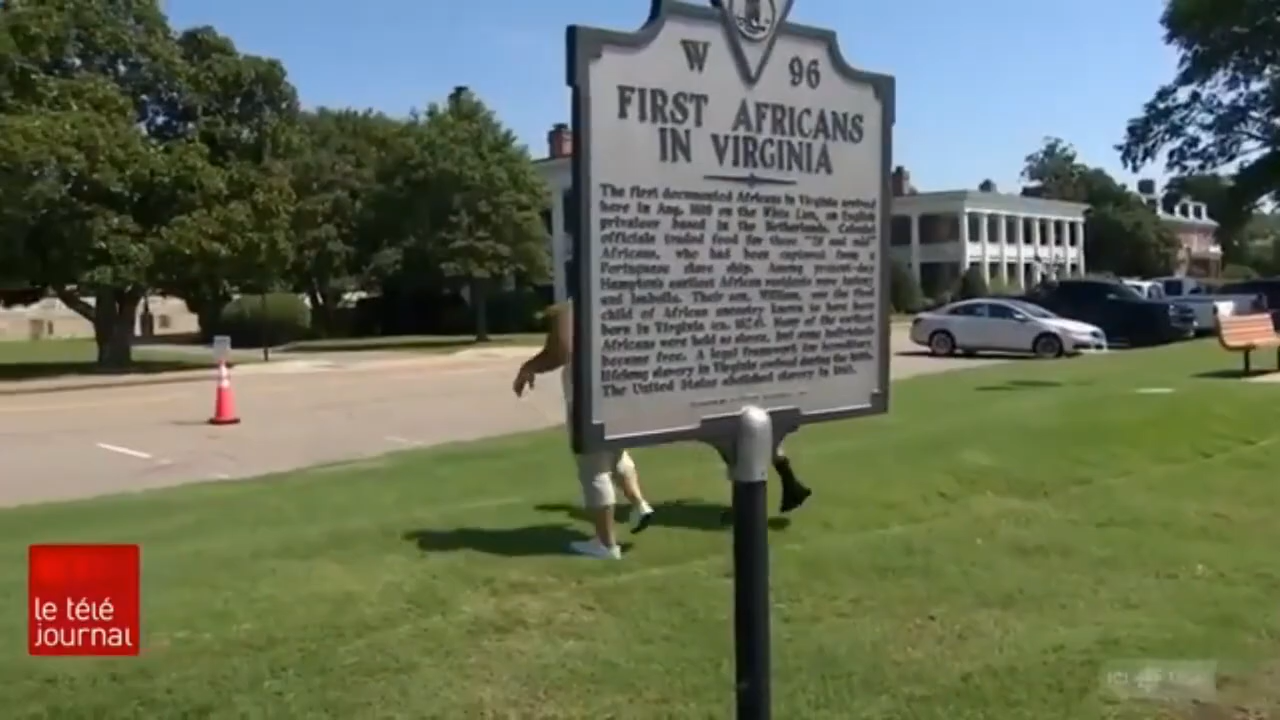 W 96
FIRST AFRICANS
IN VIRGINIA
The first documented Africans in Virginia arrived
here in Aug. 1619 on the White Lion, an English
privateer based in the Netherlands. Colonial
officials traded food for these "20 and odd"
Africans, who had been captured from a
Portuguese slave ship. Among present-day
Hampton's earliest African residents were Antony
and Isabella. Their son, William, was the first
child of African ancestry known to have been
born in Virginia (ca. 1624). Many of the earliest
Africans were held as slaves, but some individuals
became free. A legal framework for hereditary,
lifelong slavery in Virginia evolved during the 1600s.
The United States abolished slavery in 1865.
le télé
journal
ICI